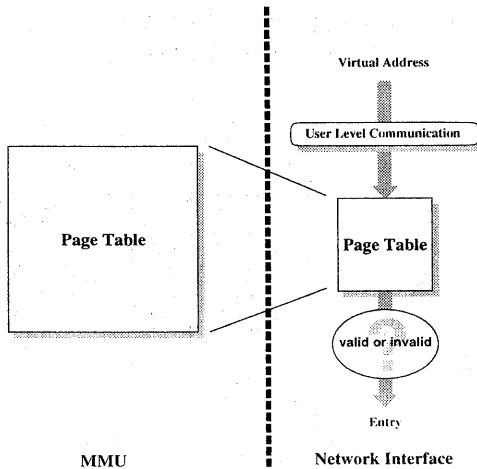 Virtual Address
User Level Communication
Page Table
Page Table
?
valid or invalid
Entry
MMU
Network Interface